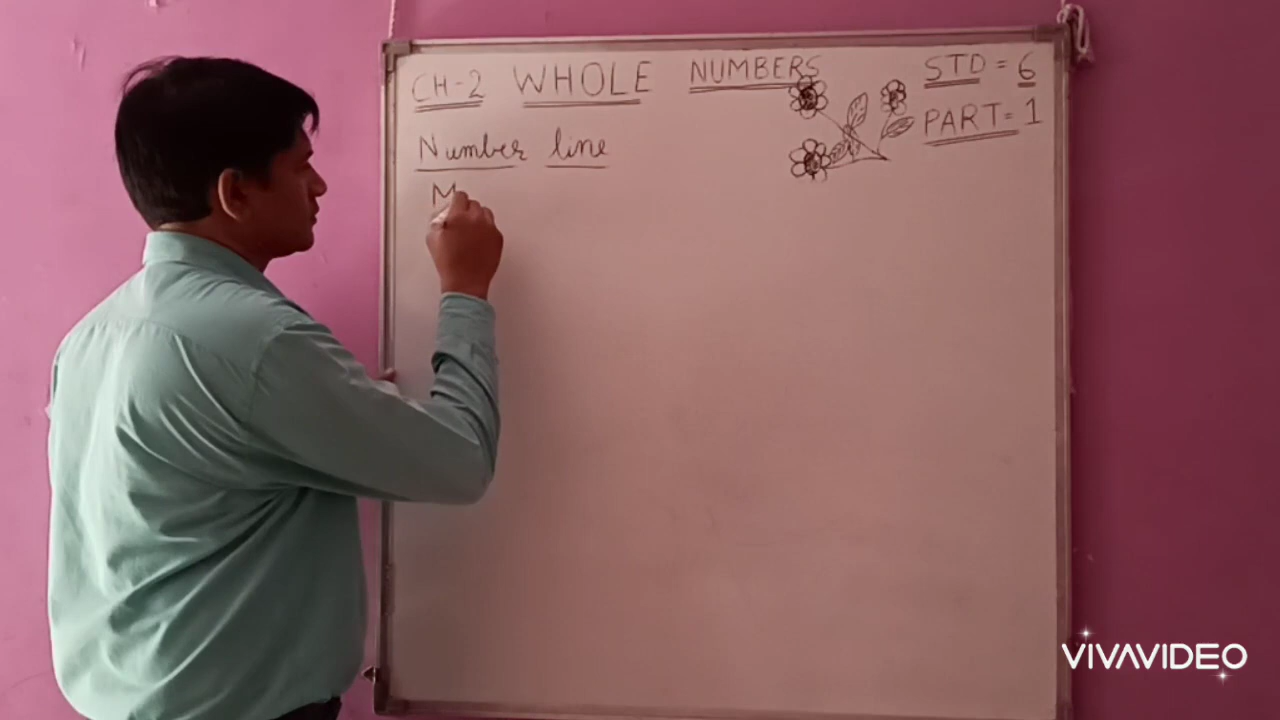 CH-2 WHOLE NUMBERS
STD = 6
PART = 1
Number line
M
VIVAVIDEO